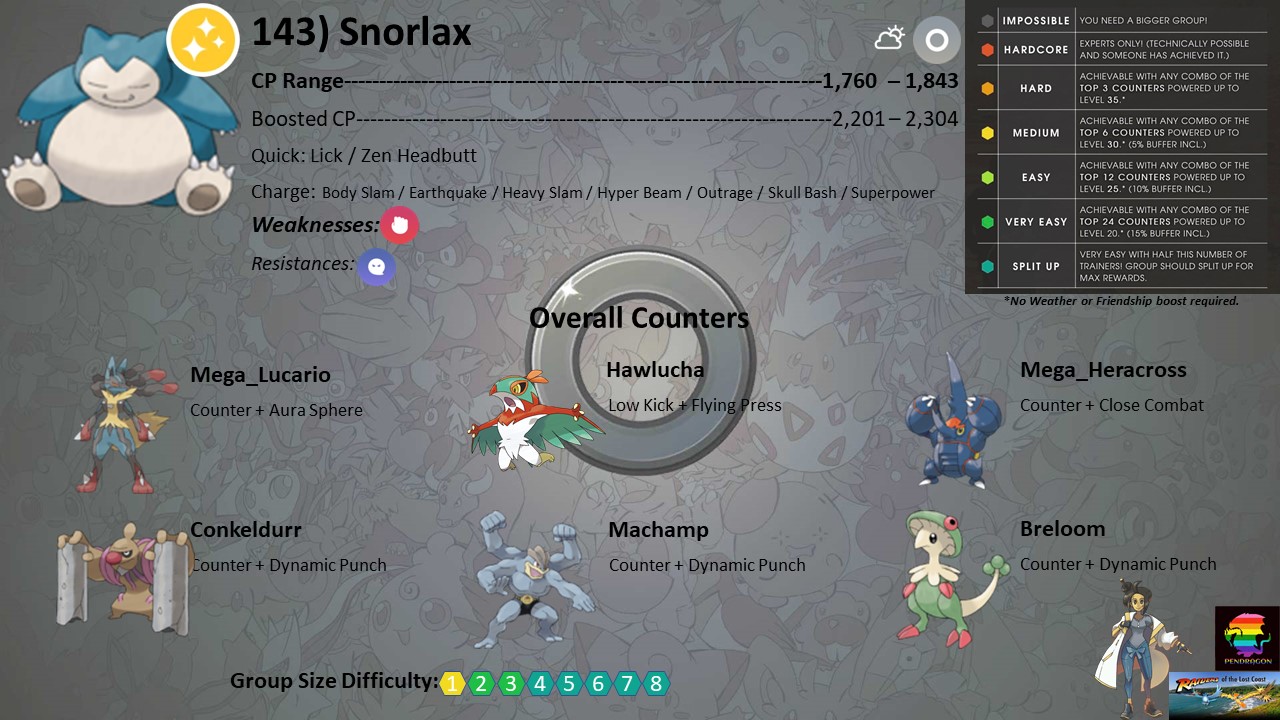 143) Snorlax
CP Range----------------------------------------------------------------------1,760 – 1,843
Boosted CP--------------------------------------------------------------------2,201 – 2,304
Quick: Lick / Zen Headbutt
Charge: Body Slam / Earthquake / Heavy Slam / Hyper Beam / Outrage / Skull Bash / Superpower
Weaknesses:
Resistances:
IMPOSSIBLE YOU NEED A BIGGER GROUP!
HARDCORE EXPERTS ONLY! (TECHNICALLY POSSIBLE
AND SOMEONE HAS ACHIEVED IT.)
HARD ACHIEVABLE WITH ANY COMBO OF THE
TOP 3 COUNTERS POWERED UP TO
LEVEL 35.*
MEDIUM ACHIEVABLE WITH ANY COMBO OF THE
TOP 6 COUNTERS POWERED UP TO
LEVEL 30.* (5% BUFFER INCL.)
EASY ACHIEVABLE WITH ANY COMBO OF THE
TOP 12 COUNTERS POWERED UP TO
LEVEL 25.* (10% BUFFER INCL.)
VERY EASY ACHIEVABLE WITH ANY COMBO OF THE
TOP 24 COUNTERS POWERED UP TO
LEVEL 20.* (15% BUFFER INCL.)
SPLIT UP VERY EASY WITH HALF THIS NUMBER OF
TRAINERS! GROUP SHOULD SPLIT UP FOR
MAX REWARDS.
*No Weather or Friendship boost required.
Overall Counters
Mega_Lucario
Counter + Aura Sphere
Hawlucha
Low Kick + Flying Press
Mega_Heracross
Counter + Close Combat
Conkeldurr
Counter + Dynamic Punch
Machamp
Counter + Dynamic Punch
Breloom
Counter + Dynamic Punch
Group Size Difficulty: 1 2 3 4 5 6 7 8
PENDROGON
RAIDERS of the Lost Coast